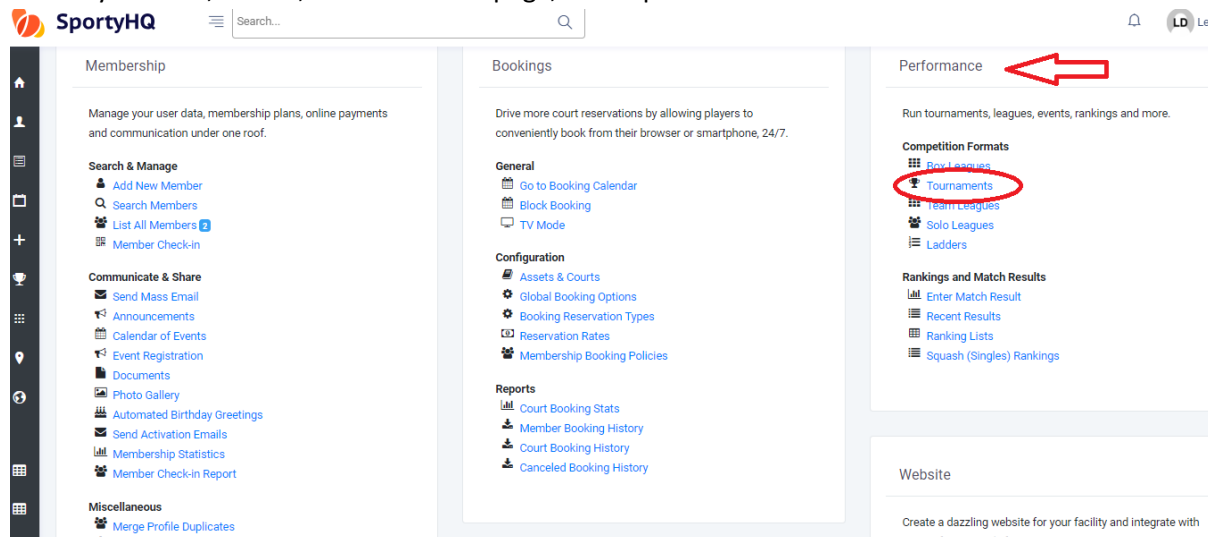 SportyHQ
Search...
LD Le
Membership
Manage your user data, membership plans, online payments
and communication under one roof.
Search & Manage
Add New Member
Search Members
List All Members 2
Member Check-in
Communicate & Share
Send Mass Email
Announcements
Calendar of Events
Event Registration
Documents
Photo Gallery
Automated Birthday Greetings
Send Activation Emails
Membership Statistics
Member Check-in Report
Miscellaneous
Merge Profile Duplicates
Bookings
Drive more court reservations by allowing players to
conveniently book from their browser or smartphone, 24/7.
General
Go to Booking Calendar
Block Booking
TV Mode
Configuration
Assets & Courts
Global Booking Options
Booking Reservation Types
Reservation Rates
Membership Booking Policies
Reports
Court Booking Stats
Member Booking History
Court Booking History
Canceled Booking History
Performance
Run tournaments, leagues, events, rankings and more.
Competition Formats
Box Leagues
Tournaments
Team Leagues
Solo Leagues
Ladders
Rankings and Match Results
Enter Match Result
Recent Results
Ranking Lists
Squash (Singles) Rankings
Website
Create a dazzling website for your facility and integrate with